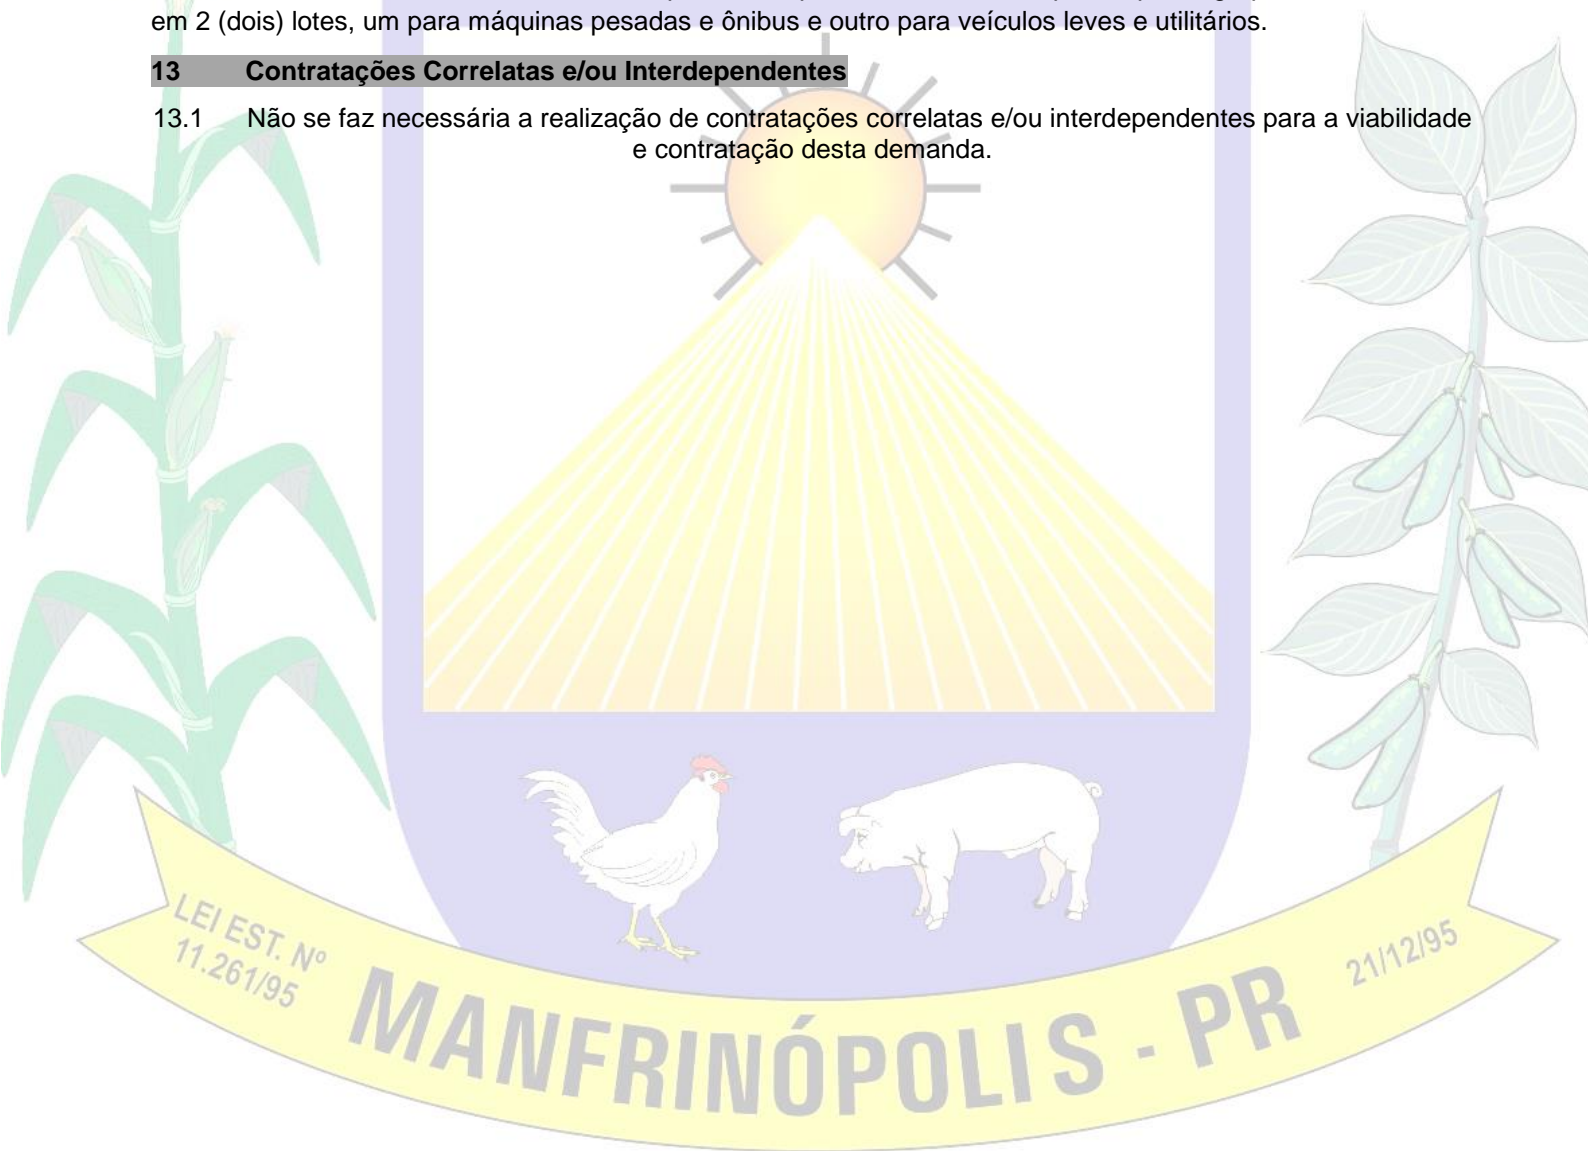 em 2 (dois) lotes, um para máquinas pesadas e ônibus e outro para veículos leves e utilitários.
13 Contratações Correlatas e/ou Interdependentes
13.1 Não se faz necessária a realização de contratações correlatas e/ou interdependentes para a viabilidade
e contratação desta demanda.
LEI EST. Nº
11.261/95
MANFRINÓPOLIS - PR
21/12/95